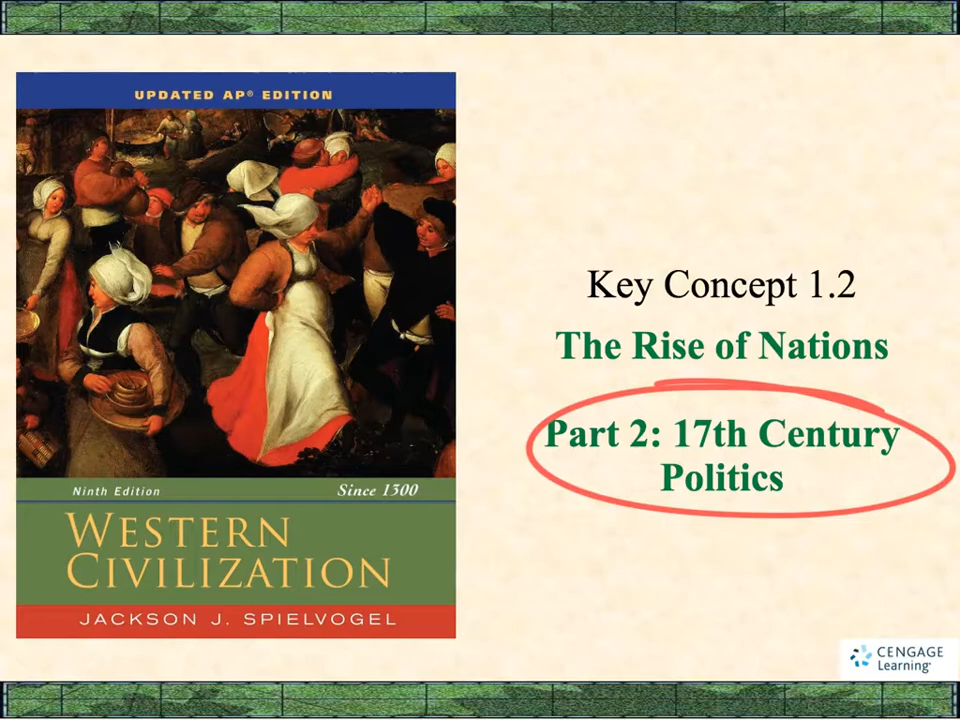 UPDATED AP® EDITION
Ninth Edition
Since 1300
WESTERN
CIVILIZATION
JACKSON J. SPIELVOGEL
Key Concept 1.2
The Rise of Nations
Part 2: 17th Century
Politics
CENGAGE
Learning™